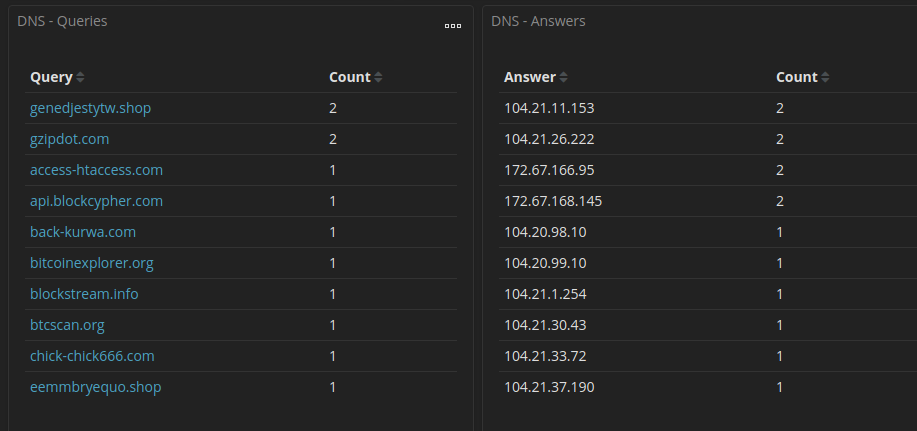 DNS - Queries
Query Count
genedjestytw.shop 2
gzipdot.com 2
access-htaccess.com 1
api.blockcypher.com 1
back-kurwa.com 1
bitcoinexplorer.org 1
blockstream.info 1
btcscan.org 1
chick-chick666.com 1
eemmbryequo.shop 1
DNS - Answers
Answer Count
104.21.11.153 2
104.21.26.222 2
172.67.166.95 2
172.67.168.145 2
104.20.98.10 1
104.20.99.10 1
104.21.1.254 1
104.21.30.43 1
104.21.33.72 1
104.21.37.190 1